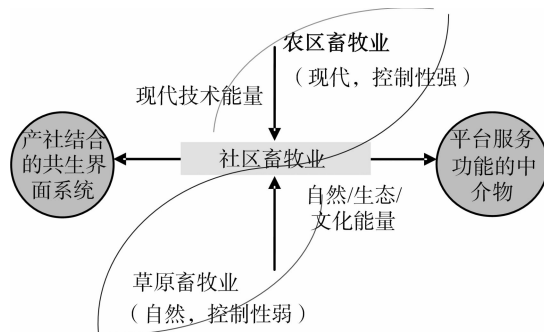 农区畜牧业
（现代，控制性强）
现代技术能量
产社结合
的共生界
面系统
社区畜牧业
平台服务
功能的中
介物
自然/生态/
文化能量
草原畜牧业
（自然，控制性弱）